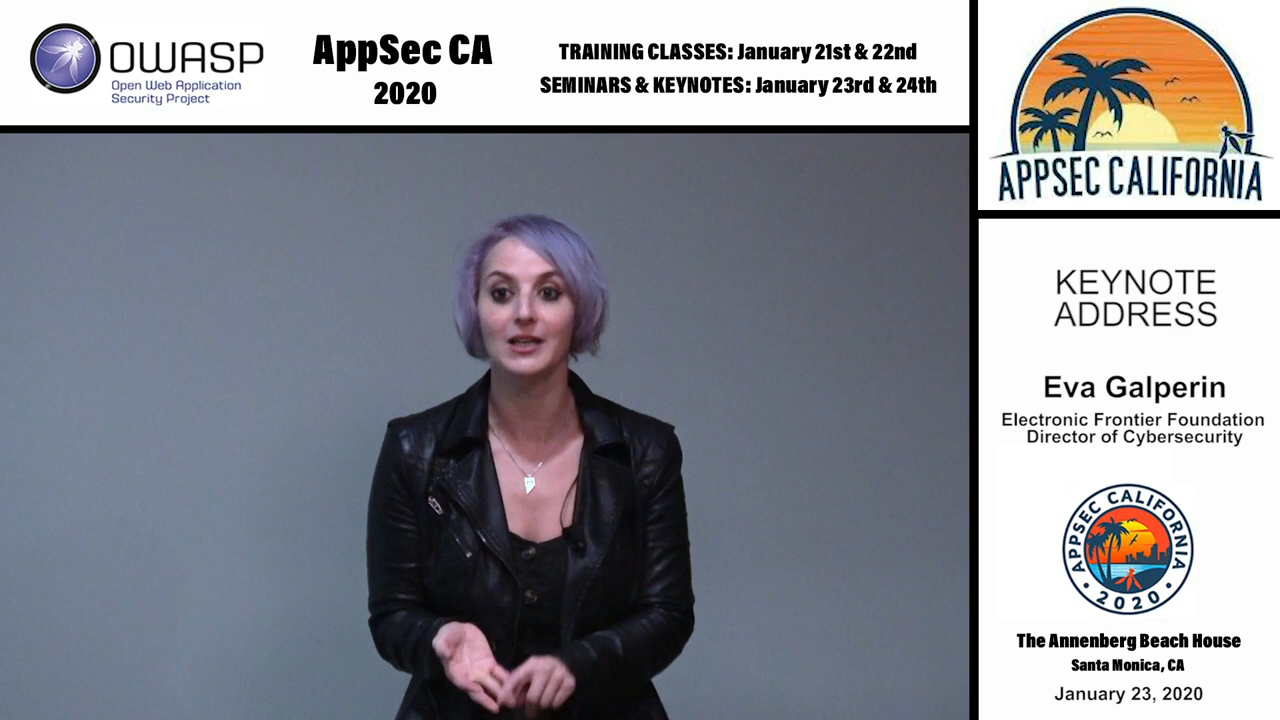 OWASP
Open Web Application
Security Project
AppSec CA
2020
TRAINING CLASSES: January 21st & 22nd
SEMINARS & KEYNOTES: January 23rd & 24th
APPSEC CALIFORNIA
KEYNOTE
ADDRESS
Eva Galperin
Electronic Frontier Foundation
Director of Cybersecurity
APPSEC CALIFORNIA
• 2020 •
The Annenberg Beach House
Santa Monica, CA
January 23, 2020